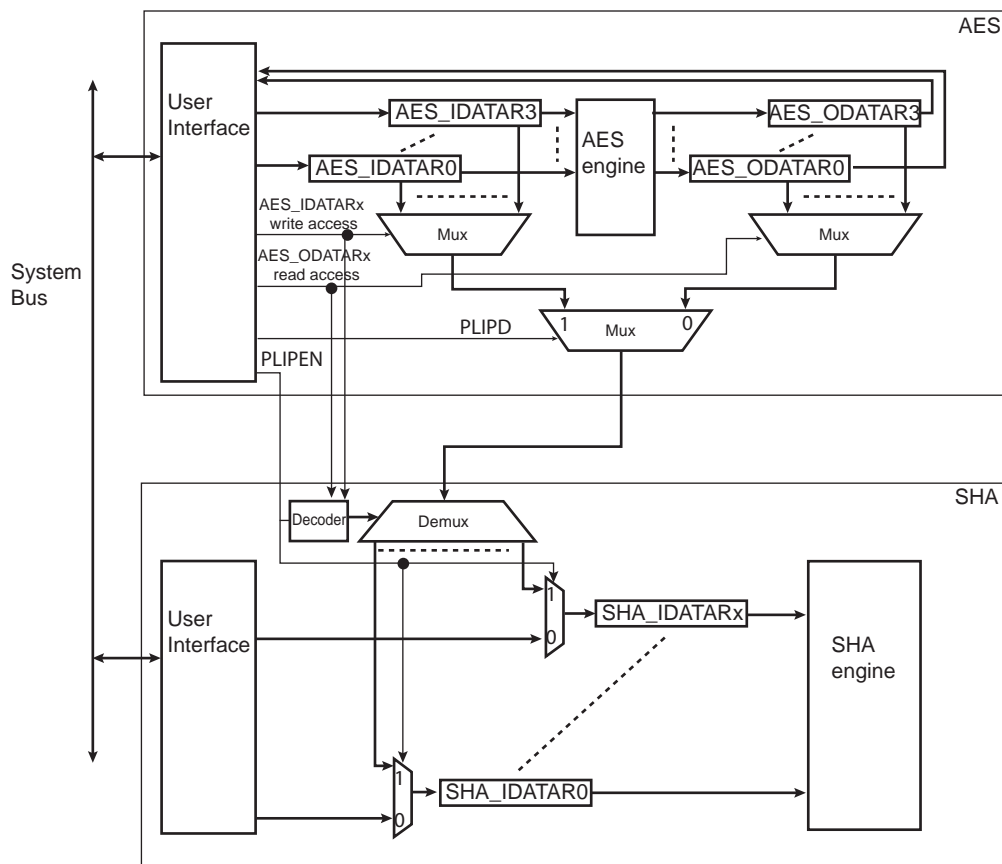 AES
User
Interface
AES_IDATAR3
AES_ODATAR3
AES
engine
AES_IDATAR0
AES_ODATAR0
AES_IDATARx
write access
Mux
Mux
AES_ODATARx
read access
System
Bus
1
Mux
0
PLIPD
PLIPEN
SHA
Decoder
Demux
User
Interface
1
SHA_IDATARx
0
SHA
engine
1
SHA_IDATAR0
0